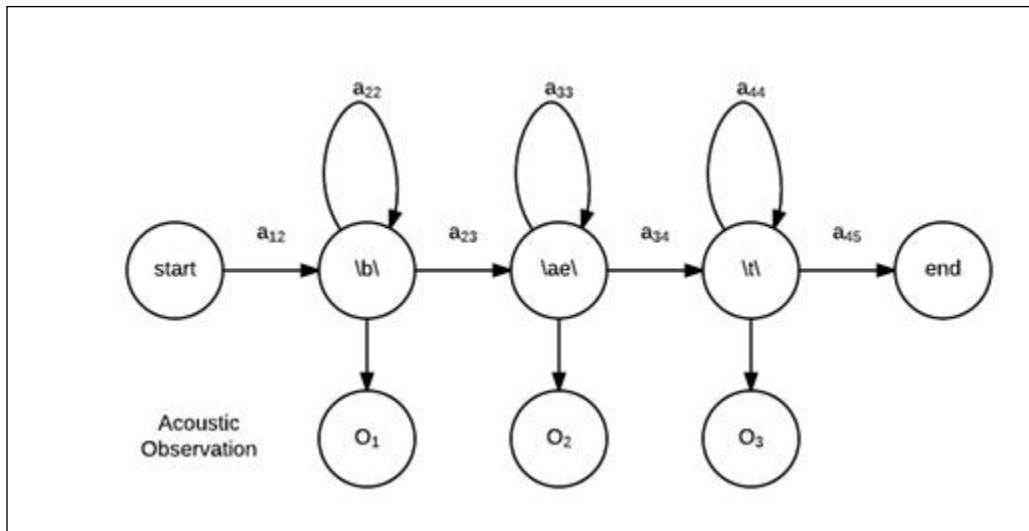 a22 a33 a44
a12 a23 a34 a45
start \b\ \ae\ \t\ end
Acoustic
Observation
O1 O2 O3